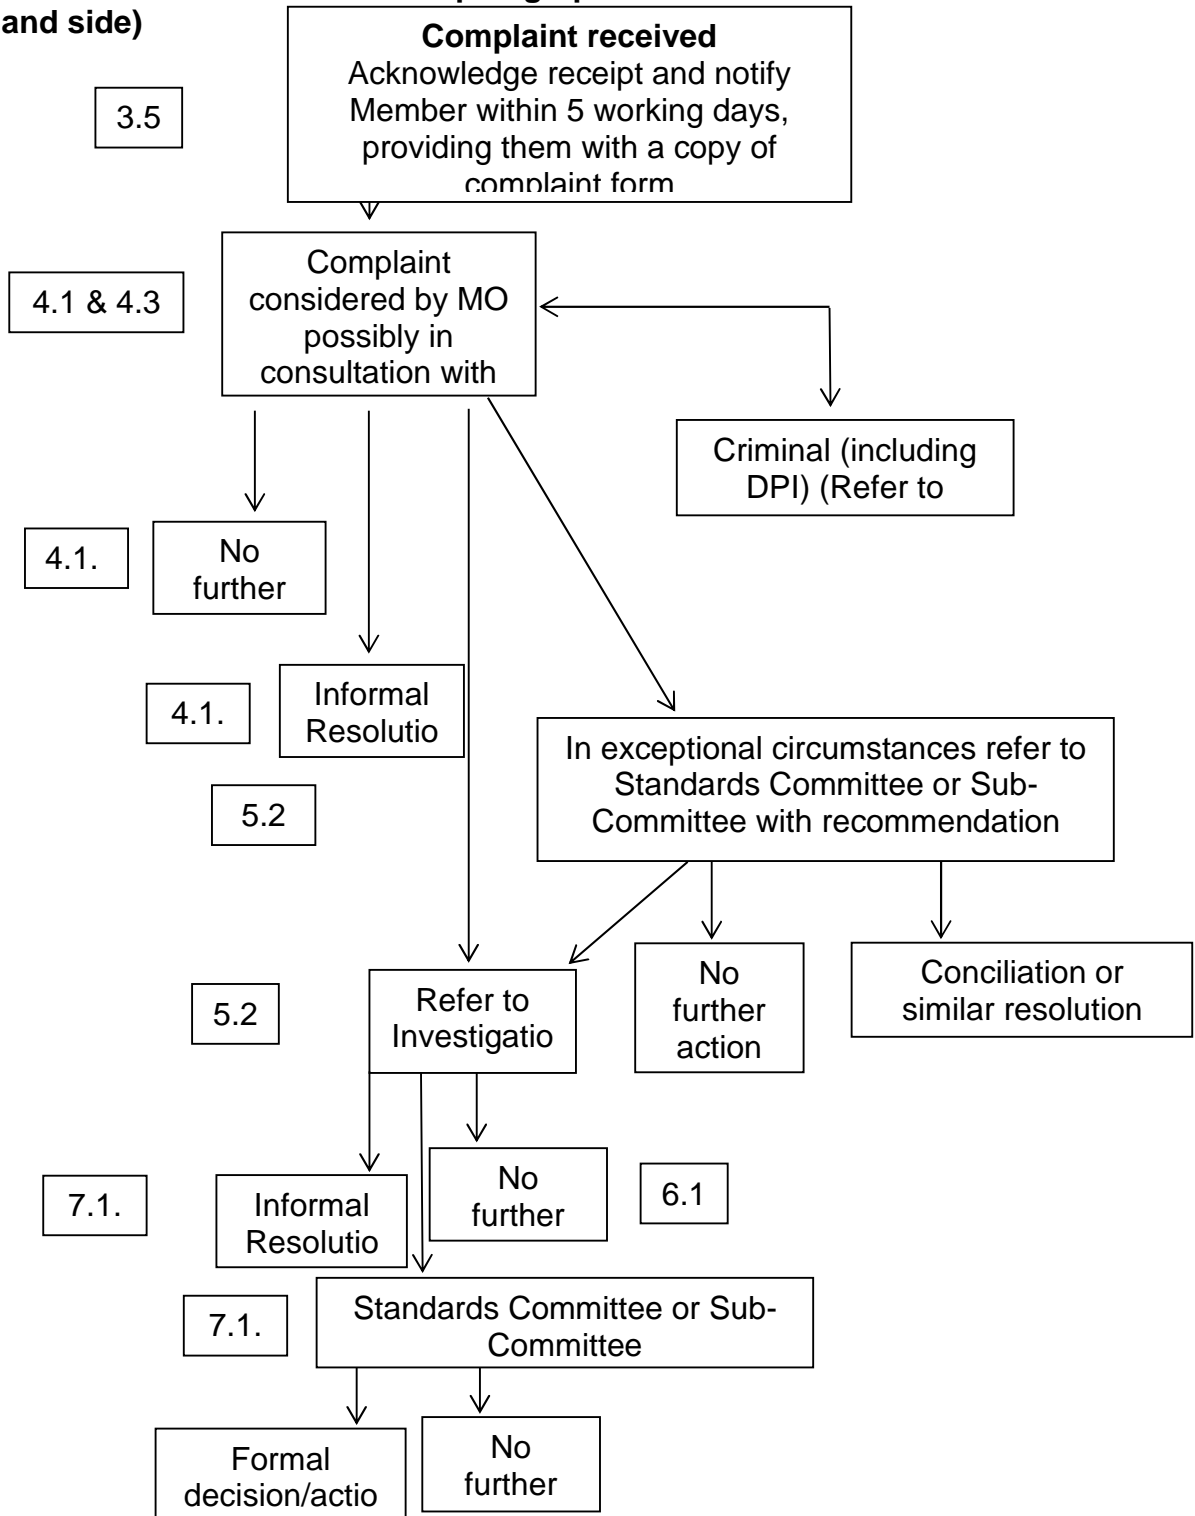 and side)
Complaint received
Acknowledge receipt and notify
Member within 5 working days,
providing them with a copy of
complaint form
3.5
Complaint
considered by MO
possibly in
consultation with
4.1 & 4.3
Criminal (including
DPI) (Refer to
No
further
4.1.
Informal
Resolutio
4.1.
In exceptional circumstances refer to
Standards Committee or Sub-
Committee with recommendation
5.2
Refer to
Investigatio
5.2
No
further
action
Conciliation or
similar resolution
No
further
6.1
Informal
Resolutio
7.1.
Standards Committee or Sub-
Committee
7.1.
Formal
decision/actio
No
further